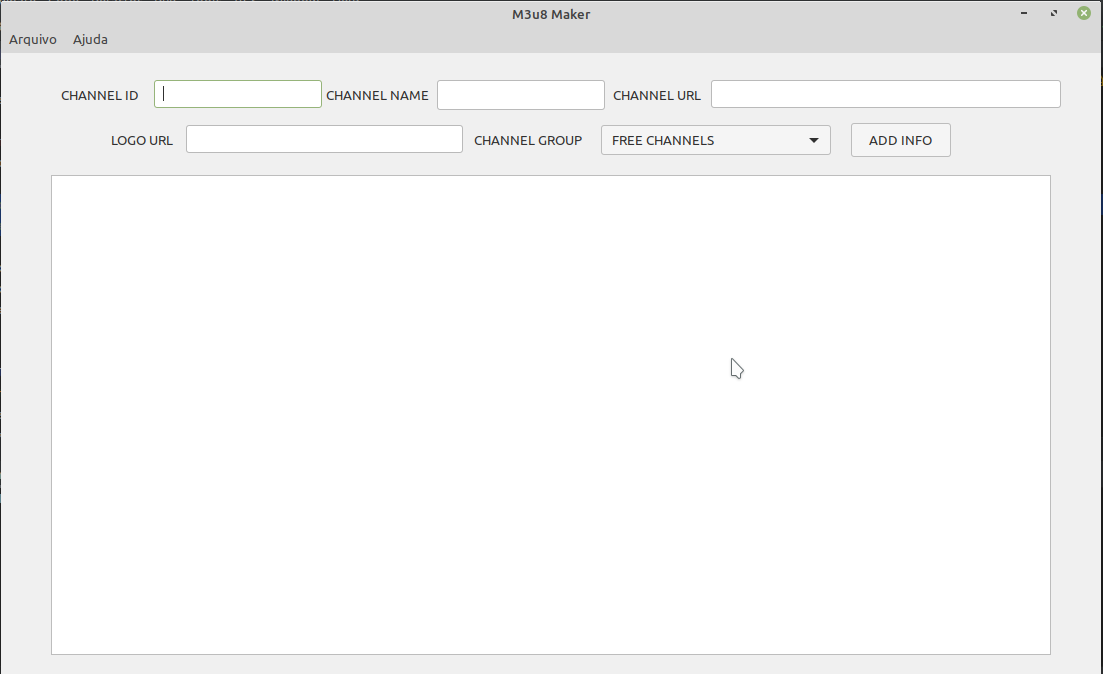 M3u8 Maker
Arquivo Ajuda
CHANNEL ID CHANNEL NAME CHANNEL URL
LOGO URL CHANNEL GROUP FREE CHANNELS ADD INFO